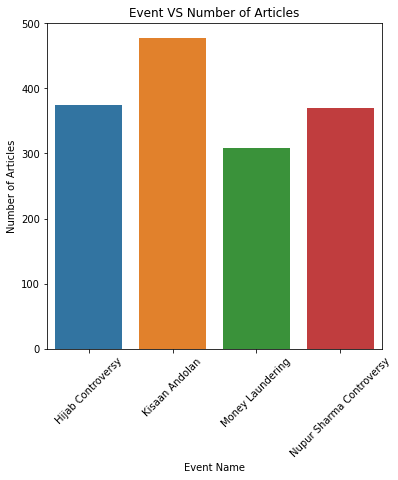 Event VS Number of Articles
Number of Articles
500
400
300
200
100
0
Hijab Controversy
Kisaan Andolan
Money Laundering
Nupur Sharma Controversy
Event Name